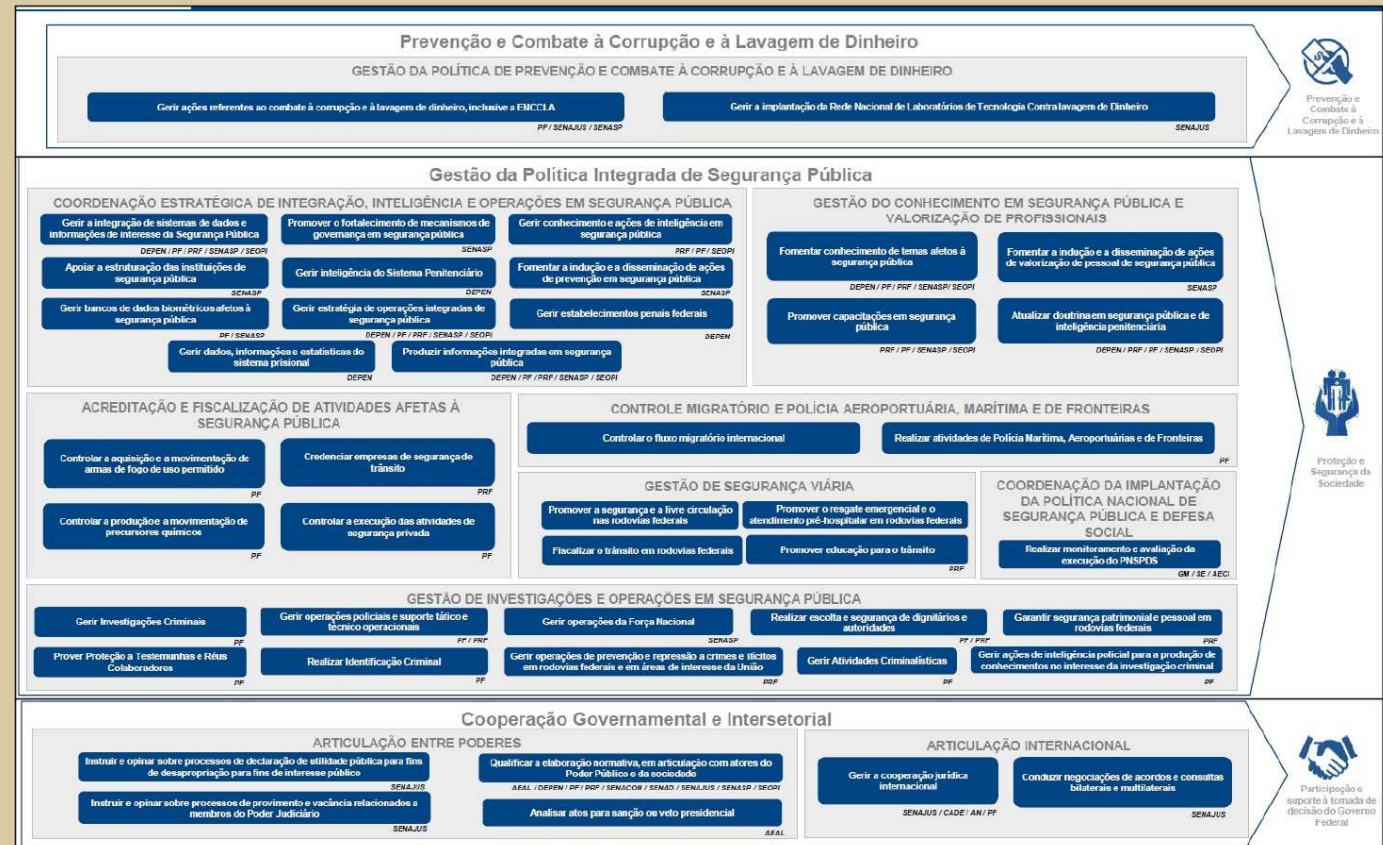 Prevenção e Combate à Corrupção e à Lavagem de Dinheiro
GESTÃO DA POLÍTICA DE PREVENÇÃO E COMBATE À CORRUPÇÃO E À LAVAGEM DE DINHEIRO
Gerir ações referentes ao combate à corrupção e à lavagem de dinheiro, inclusive a ENCCLA
PF / SENAJUS / SENASP
Gerir a implantação da Rede Nacional de Laboratórios de Tecnologia Contra lavagem de Dinheiro
SENAJUS
Prevenção e
Combate à
Corrupção e à
Lavagem de Dinheiro
Gestão da Política Integrada de Segurança Pública
COORDENAÇÃO ESTRATÉGICA DE INTEGRAÇÃO, INTELIGÊNCIA E OPERAÇÕES EM SEGURANÇA PÚBLICA
Gerir a integração de sistemas de dados e
informações de interesse da Segurança Pública
DEPEN / PF / PRF / SENASP / SEOPI
Promover o fortalecimento de mecanismos de
governança em segurança pública
SENASP
Gerir conhecimento e ações de inteligência em
segurança pública
PRF / PF / SEOPI
Apoiar a estruturação das instituições de
segurança pública
SENASP
Gerir inteligência do Sistema Penitenciário
DEPEN
Fomentar a indução e a disseminação de ações
de prevenção em segurança pública
SENASP
Gerir bancos de dados biométricos afetos à
segurança pública
PF / SENASP
Gerir estratégia de operações integradas de
segurança pública
DEPEN / PF / PRF / SENASP / SEOPI
Gerir estabelecimentos penais federais
DEPEN
Gerir dados, informações e estatísticas do
sistema prisional
DEPEN
Produzir informações integradas em segurança
pública
DEPEN / PF / PRF / SENASP / SEOPI
GESTÃO DO CONHECIMENTO EM SEGURANÇA PÚBLICA E
VALORIZAÇÃO DE PROFISSIONAIS
Fomentar conhecimento de temas afetos à
segurança pública
DEPEN / PF / PRF / SENASP/ SEOPI
Fomentar a indução e a disseminação de ações
de valorização de pessoal de segurança pública
SENASP
Promover capacitações em segurança
pública
PRF / PF / SENASP / SEOPI
Atualizar doutrina em segurança pública e de
inteligência penitenciária
DEPEN / PRF / PF / SENASP / SEOPI
ACREDITAÇÃO E FISCALIZAÇÃO DE ATIVIDADES AFETAS À
SEGURANÇA PÚBLICA
Controlar a aquisição e a movimentação de
armas de fogo de uso permitido
PF
Credenciar empresas de segurança de
trânsito
PRF
Controlar a produção e a movimentação de
precursores químicos
PF
Controlar a execução das atividades de
segurança privada
PF
CONTROLE MIGRATÓRIO E POLÍCIA AEROPORTUÁRIA, MARÍTIMA E DE FRONTEIRAS
Controlar o fluxo migratório internacional
Realizar atividades de Polícia Marítima, Aeroportuárias e de Fronteiras
PF
GESTÃO DE SEGURANÇA VIÁRIA
Promover a segurança e a livre circulação
nas rodovias federais
Promover o resgate emergencial e o
atendimento pré-hospitalar em rodovias federais
Fiscalizar o trânsito em rodovias federais
Promover educação para o trânsito
PRF
COORDENAÇÃO DA IMPLANTAÇÃO
DA POLÍTICA NACIONAL DE
SEGURANÇA PÚBLICA E DEFESA
SOCIAL
Realizar monitoramento e avaliação da
execução do PNSPDS
GM / SE / AECI
GESTÃO DE INVESTIGAÇÕES E OPERAÇÕES EM SEGURANÇA PÚBLICA
Gerir Investigações Criminais
PF
Gerir operações policiais e suporte tático e
técnico operacionais
PF / PRF
Gerir operações da Força Nacional
SENASP
Realizar escolta e segurança de dignitários e
autoridades
PF / PRF
Garantir segurança patrimonial e pessoal em
rodovias federais
PRF
Prover Proteção a Testemunhas e Réus
Colaboradores
PF
Realizar Identificação Criminal
PF
Gerir operações de prevenção e repressão a crimes e ilícitos
em rodovias federais e em áreas de interesse da União
PRF
Gerir Atividades Criminalísticas
PF
Gerir ações de inteligência policial para a produção de
conhecimentos no interesse da investigação criminal
PF
Proteção e
Segurança da
Sociedade
Cooperação Governamental e Intersetorial
ARTICULAÇÃO ENTRE PODERES
Instruir e opinar sobre processos de declaração de utilidade pública para fins
de desapropriação para fins de interesse público
SENAJUS
Qualificar a elaboração normativa, em articulação com atores do
Poder Público e da sociedade
AEAL / DEPEN / PF / PRF / SENACON / SENAD / SENAJUS / SENASP / SEOPI
Instruir e opinar sobre processos de provimento e vacância relacionados a
membros do Poder Judiciário
SENAJUS
Analisar atos para sanção ou veto presidencial
AEAL
ARTICULAÇÃO INTERNACIONAL
Gerir a cooperação jurídica
internacional
SENAJUS / CADE / AN / PF
Conduzir negociações de acordos e consultas
bilaterais e multilaterais
SENAJUS
Participação e
suporte à tomada de
decisão do Governo
Federal